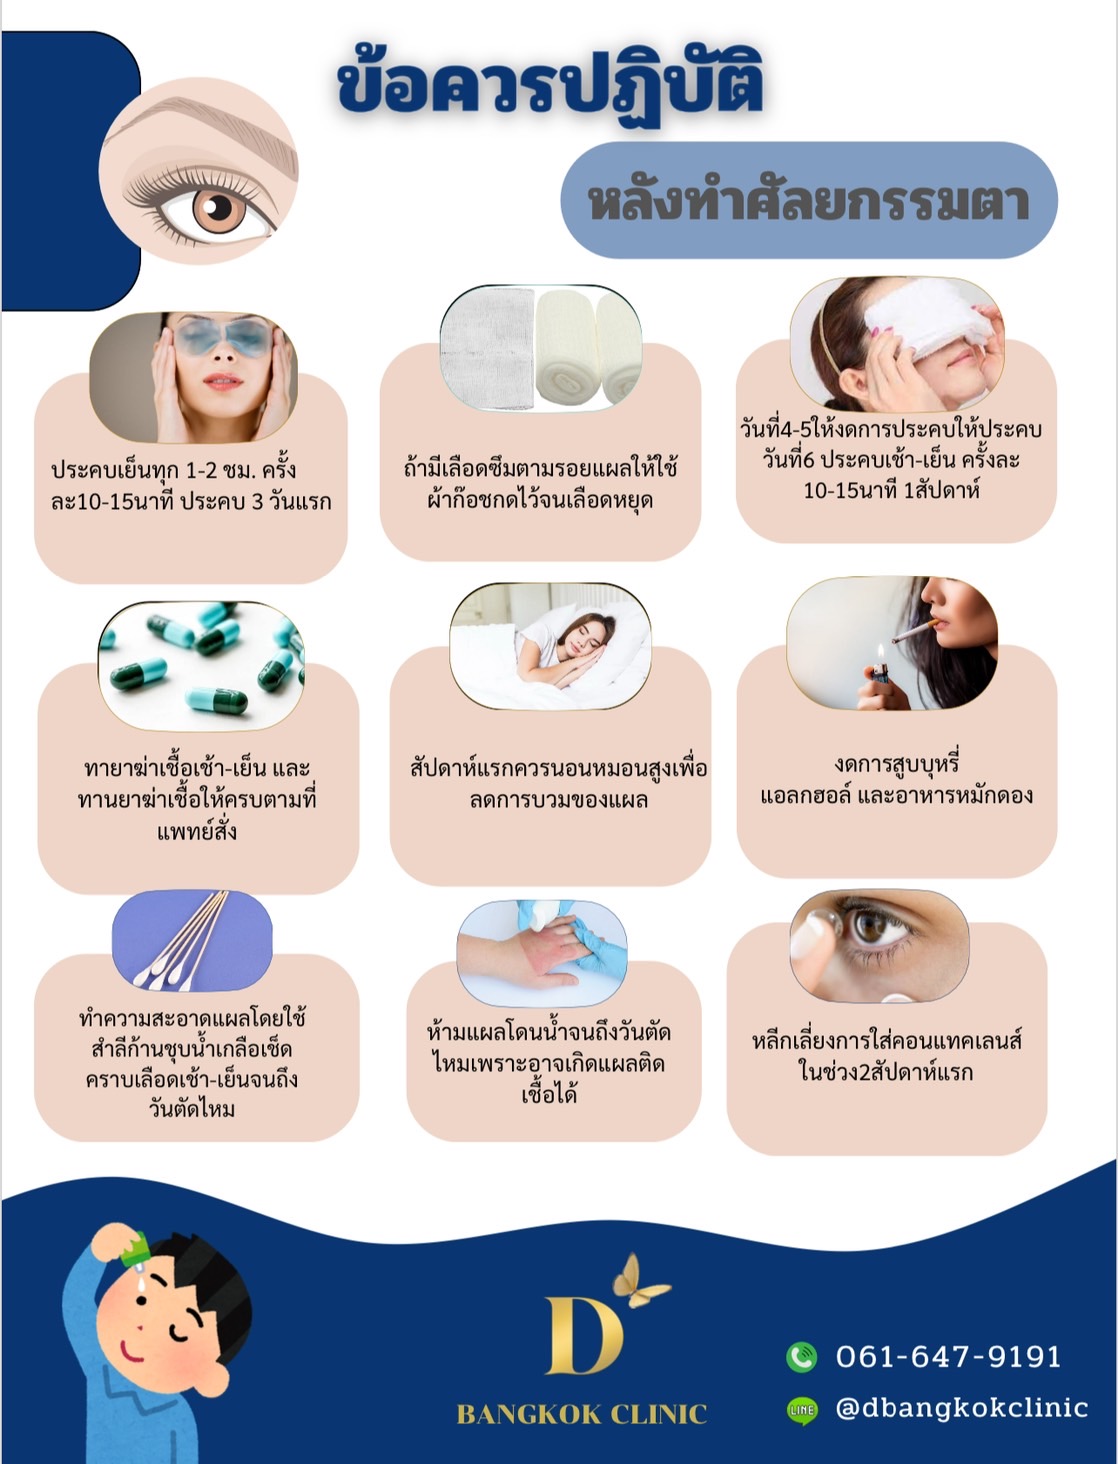 ข้อควรปฏิบัติ
หลังทำศัลยกรรมตา
ประคบเย็นทุก 1-2 ชม. ครั้ง
ละ10-15นาที ประคบ 3 วันแรก
ถ้ามีเลือดซึมตามรอยแผลให้ใช้
ผ้าก๊อชกดไว้จนเลือดหยุด
วันที่4-5ให้งดการประคบให้ประคบ
วันที่6 ประคบเช้า-เย็น ครั้งละ
10-15นาที 1สัปดาห์
ทายาฆ่าเชื้อเช้า-เย็น และ
ทานยาฆ่าเชื้อให้ครบตามที่
แพทย์สั่ง
สัปดาห์แรกควรนอนหมอนสูงเพื่อ
ลดการบวมของแผล
งดการสูบบุหรี่
แอลกฮอล์ และอาหารหมักดอง
ทำความสะอาดแผลโดยใช้
สำลีก้านชุบน้ำเกลือเช็ด
คราบเลือดเช้า-เย็นจนถึง
วันตัดไหม
ห้ามแผลโดนน้ำจนถึงวันตัด
ไหมเพราะอาจเกิดแผลติด
เชื้อได้
หลีกเลี่ยงการใส่คอนแทคเลนส์
ในช่วง2สัปดาห์แรก
D
BANGKOK CLINIC
061-647-9191
LINE
@dbangkokclinic